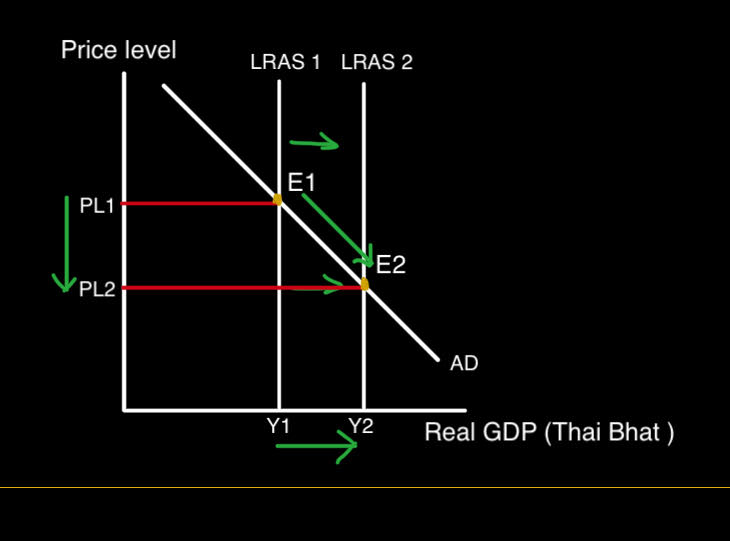 Price level
LRAS 1 LRAS 2
E1
PL1
E2
PL2
AD
Y1 Y2
Real GDP (Thai Bhat )